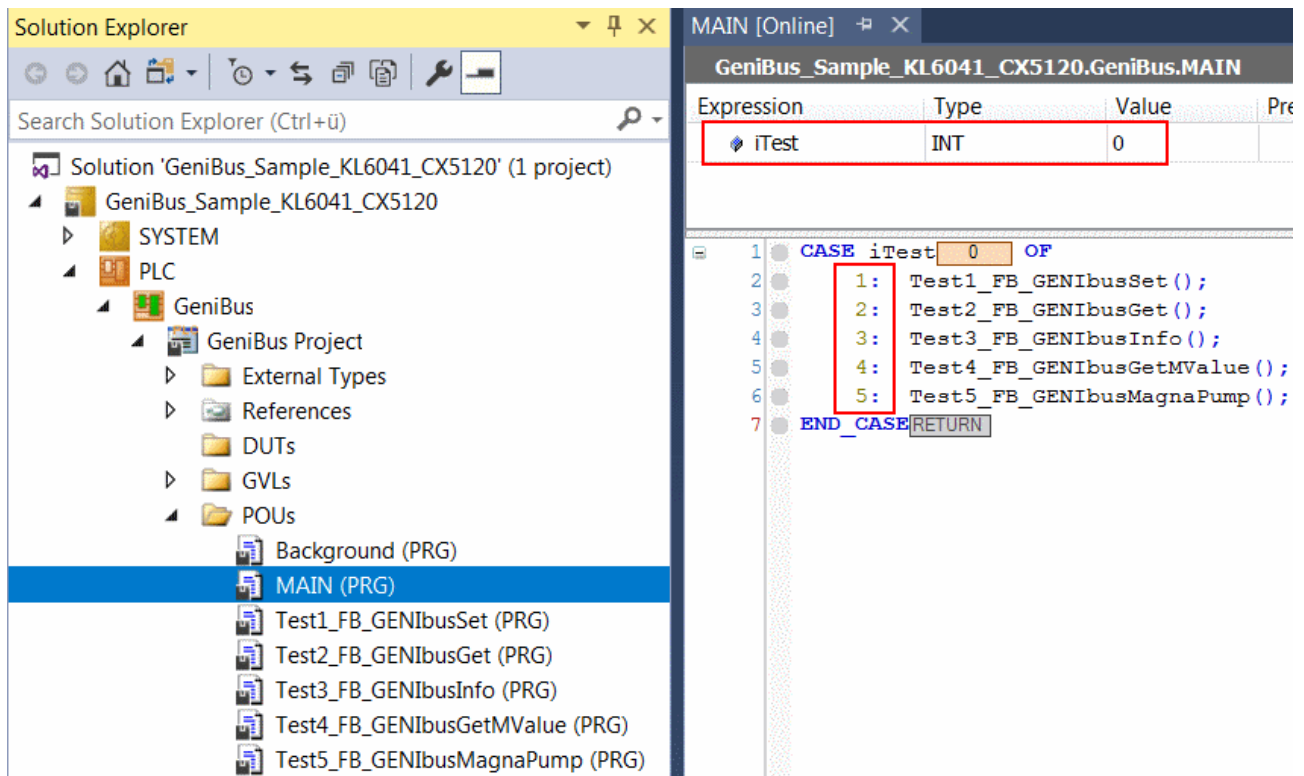 Solution Explorer
Search Solution Explorer (Ctrl+ü)
Solution 'GeniBus_Sample_KL6041_CX5120' (1 project)
GeniBus_Sample_KL6041_CX5120
SYSTEM
PLC
GeniBus
GeniBus Project
External Types
References
DUTs
GVLs
POUs
Background (PRG)
MAIN (PRG)
Test1_FB_GENIbusSet (PRG)
Test2_FB_GENIbusGet (PRG)
Test3_FB_GENIbusInfo (PRG)
Test4_FB_GENIbusGetMValue (PRG)
Test5_FB_GENIbusMagnaPump (PRG)
MAIN [Online]
GeniBus_Sample_KL6041_CX5120.GeniBus.MAIN
Expression Type Value Pre
iTest INT 0
1 CASE iTest 0 OF
2 1: Test1_FB_GENIbusSet();
3 2: Test2_FB_GENIbusGet();
4 3: Test3_FB_GENIbusInfo();
5 4: Test4_FB_GENIbusGetMValue();
6 5: Test5_FB_GENIbusMagnaPump();
7 END_CASE RETURN